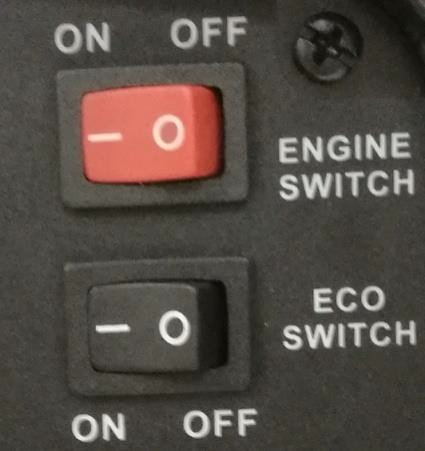 ON OFF
— O
ENGINE
SWITCH
— O
ECO
SWITCH
ON OFF